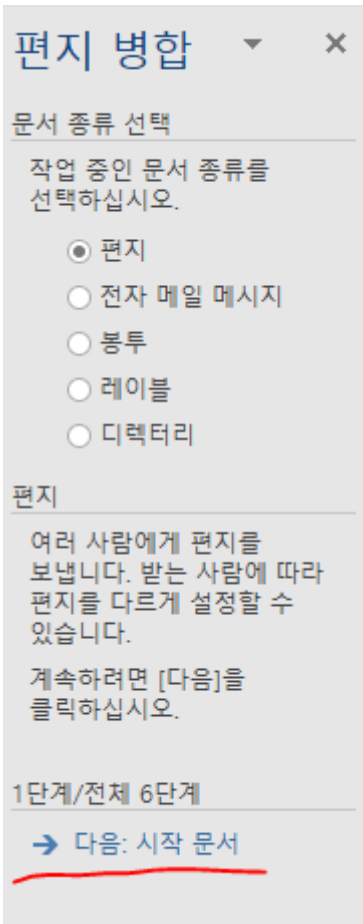 편지 병합
문서 종류 선택
작업 중인 문서 종류를
선택하십시오.
편지
전자 메일 메시지
봉투
레이블
디렉터리
편지
여러 사람에게 편지를
보냅니다. 받는 사람에 따라
편지를 다르게 설정할 수
있습니다.
계속하려면 [다음]을
클릭하십시오.
1단계/전체 6단계
다음: 시작 문서